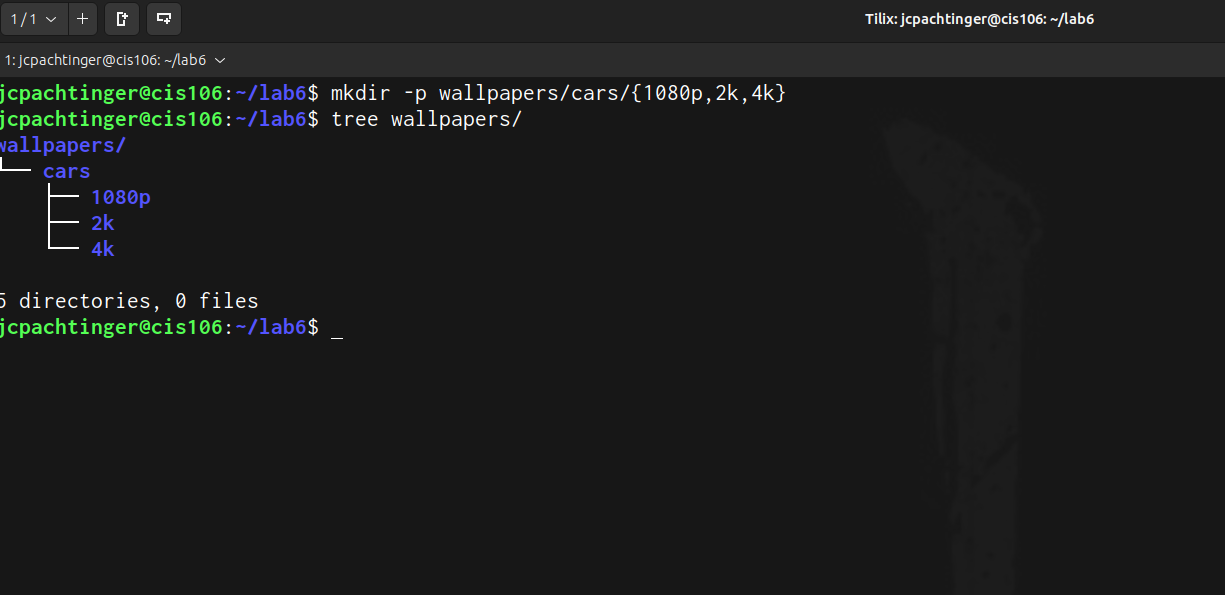 1 / 1
Tilix: jcpachtinger@cis106: ~/lab6
1: jcpachtinger@cis106: ~/lab6
jcpachtinger@cis106:~/lab6$ mkdir -p wallpapers/cars/{1080p,2k,4k}
jcpachtinger@cis106:~/lab6$ tree wallpapers/
wallpapers/
└── cars
    ├── 1080p
    ├── 2k
    └── 4k
5 directories, 0 files
jcpachtinger@cis106:~/lab6$ _